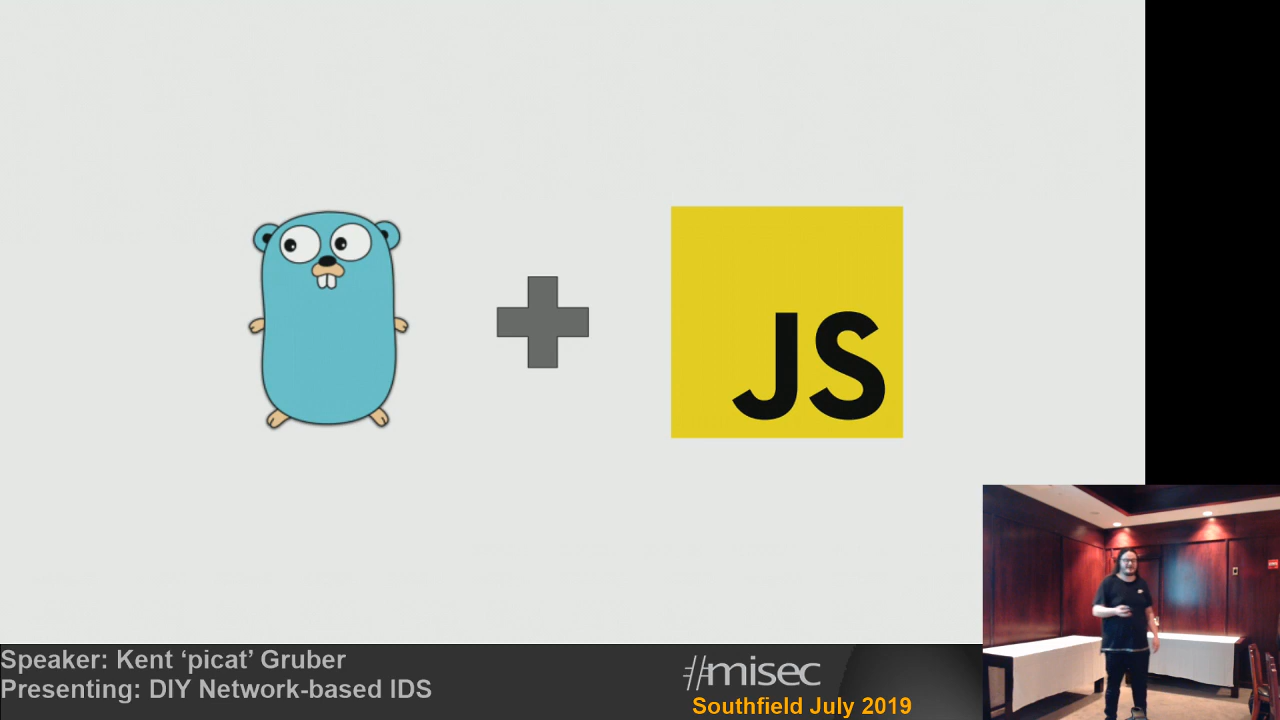 JS
Speaker: Kent ‘picat’ Gruber
Presenting: DIY Network-based IDS
#misec
Southfield July 2019